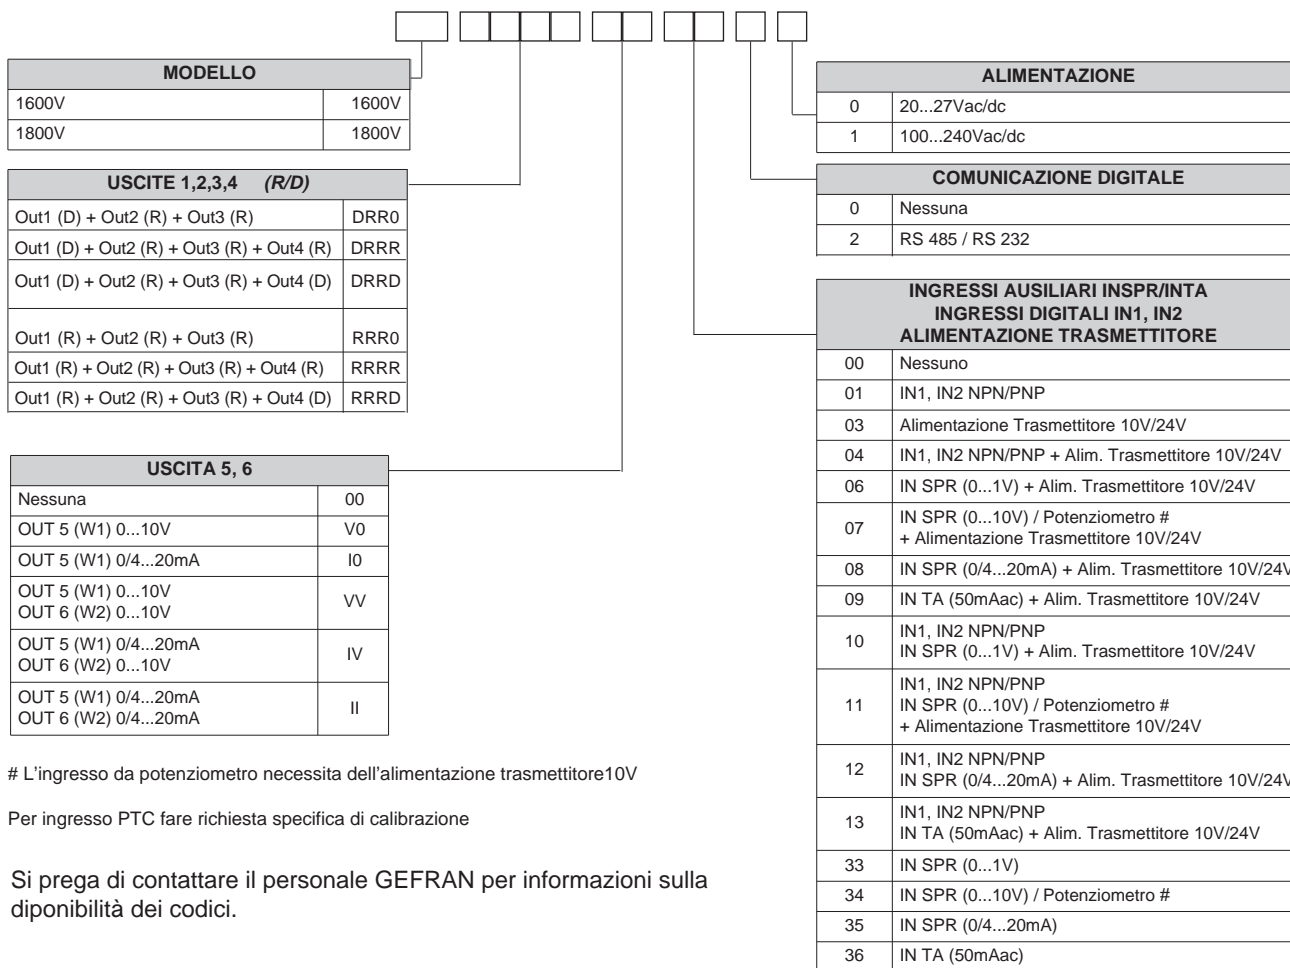 MODELLO
1600V 1600V
1800V 1800V
USCITE 1,2,3,4 (R/D)
Out1 (D) + Out2 (R) + Out3 (R) DRR0
Out1 (D) + Out2 (R) + Out3 (R) + Out4 (R) DRRR
Out1 (D) + Out2 (R) + Out3 (R) + Out4 (D) DRRD
Out1 (R) + Out2 (R) + Out3 (R) RRR0
Out1 (R) + Out2 (R) + Out3 (R) + Out4 (R) RRRR
Out1 (R) + Out2 (R) + Out3 (R) + Out4 (D) RRRD
USCITA 5, 6
Nessuna 00
OUT 5 (W1) 0...10V V0
OUT 5 (W1) 0/4...20mA I0
OUT 5 (W1) 0...10V
OUT 6 (W2) 0...10V VV
OUT 5 (W1) 0/4...20mA
OUT 6 (W2) 0...10V IV
OUT 5 (W1) 0/4...20mA
OUT 6 (W2) 0/4...20mA II
# L'ingresso da potenziometro necessita dell'alimentazione trasmettitore10V
Per ingresso PTC fare richiesta specifica di calibrazione
Si prega di contattare il personale GEFRAN per informazioni sulla
diponibilità dei codici.
ALIMENTAZIONE
0 20...27Vac/dc
1 100...240Vac/dc
COMUNICAZIONE DIGITALE
0 Nessuna
2 RS 485 / RS 232
INGRESSI AUSILIARI INSPR/INTA
INGRESSI DIGITALI IN1, IN2
ALIMENTAZIONE TRASMETTITORE
00 Nessuno
01 IN1, IN2 NPN/PNP
03 Alimentazione Trasmettitore 10V/24V
04 IN1, IN2 NPN/PNP + Alim. Trasmettitore 10V/24V
06 IN SPR (0...1V) + Alim. Trasmettitore 10V/24V
07 IN SPR (0...10V) / Potenziometro #
+ Alimentazione Trasmettitore 10V/24V
08 IN SPR (0/4...20mA) + Alim. Trasmettitore 10V/24V
09 IN TA (50mAac) + Alim. Trasmettitore 10V/24V
10 IN1, IN2 NPN/PNP
IN SPR (0...1V) + Alim. Trasmettitore 10V/24V
11 IN1, IN2 NPN/PNP
IN SPR (0...10V) / Potenziometro #
+ Alimentazione Trasmettitore 10V/24V
12 IN1, IN2 NPN/PNP
IN SPR (0/4...20mA) + Alim. Trasmettitore 10V/24V
13 IN1, IN2 NPN/PNP
IN TA (50mAac) + Alim. Trasmettitore 10V/24V
33 IN SPR (0...1V)
34 IN SPR (0...10V) / Potenziometro #
35 IN SPR (0/4...20mA)
36 IN TA (50mAac)